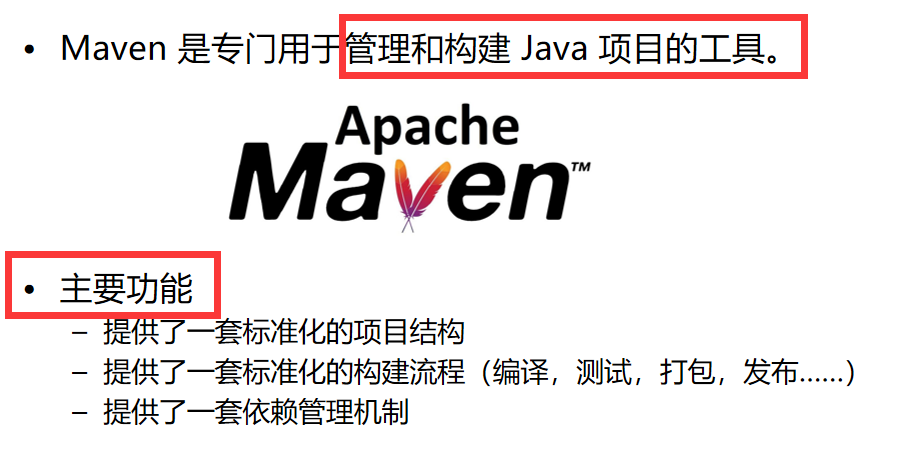 • Maven 是专门用于管理和构建 Java 项目的工具。
Apache
Maven™
• 主要功能
– 提供了一套标准化的项目结构
– 提供了一套标准化的构建流程（编译，测试，打包，发布……）
– 提供了一套依赖管理机制